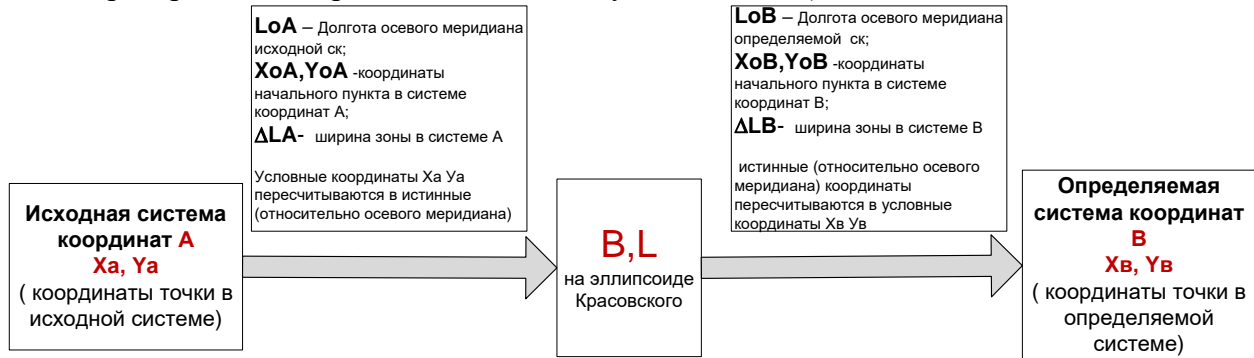 LoA – Долгота осевого меридиана
исходной ск;
XoA,YoA -координаты
начального пункта в системе
координат А;
ΔLA- ширина зоны в системе А
Условные координаты Ха Уа
пересчитываются в истинные
(относительно осевого меридиана)
LoB – Долгота осевого меридиана
определяемой ск;
XoB,YoB -координаты
начального пункта в системе
координат В;
ΔLB- ширина зоны в системе В
истинные (относительно осевого
меридиана) координаты
пересчитываются в условные
координаты Хв Ув
Исходная система
координат А
Xa, Ya
( координаты точки в
исходной системе)
B,L
на эллипсоиде
Красовского
Определяемая
система координат
В
Хв, Yв
( координаты точки в
определяемой
системе)